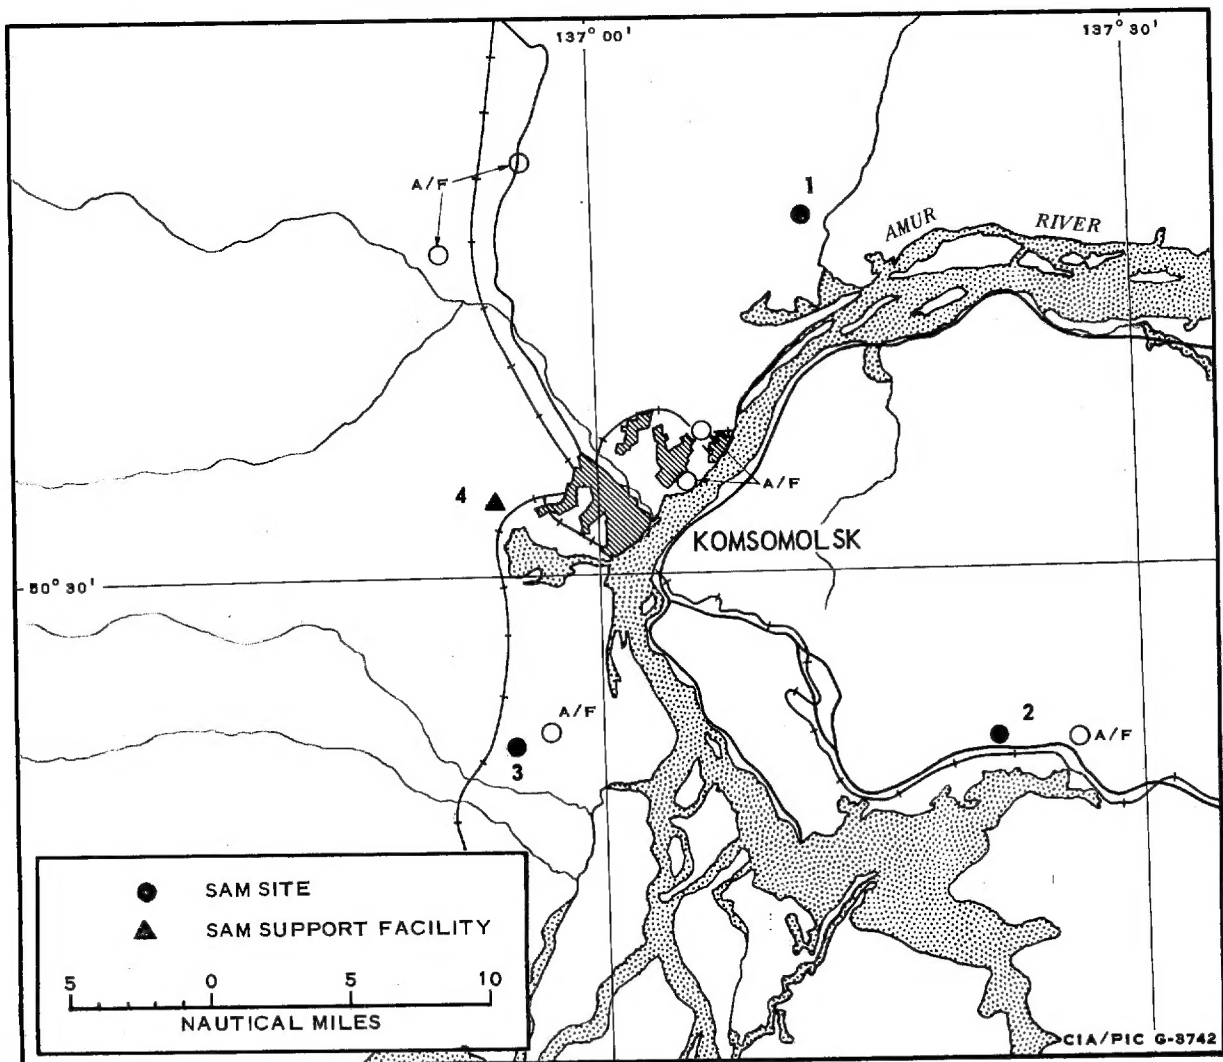 137° 00'
137° 30'
A/F
1
AMUR RIVER
4
A/F
KOMSOMOLSK
50° 30'
A/F
3
2
A/F
SAM SITE
SAM SUPPORT FACILITY
5 0 5 10
NAUTICAL MILES
CIA/PIC G-3742